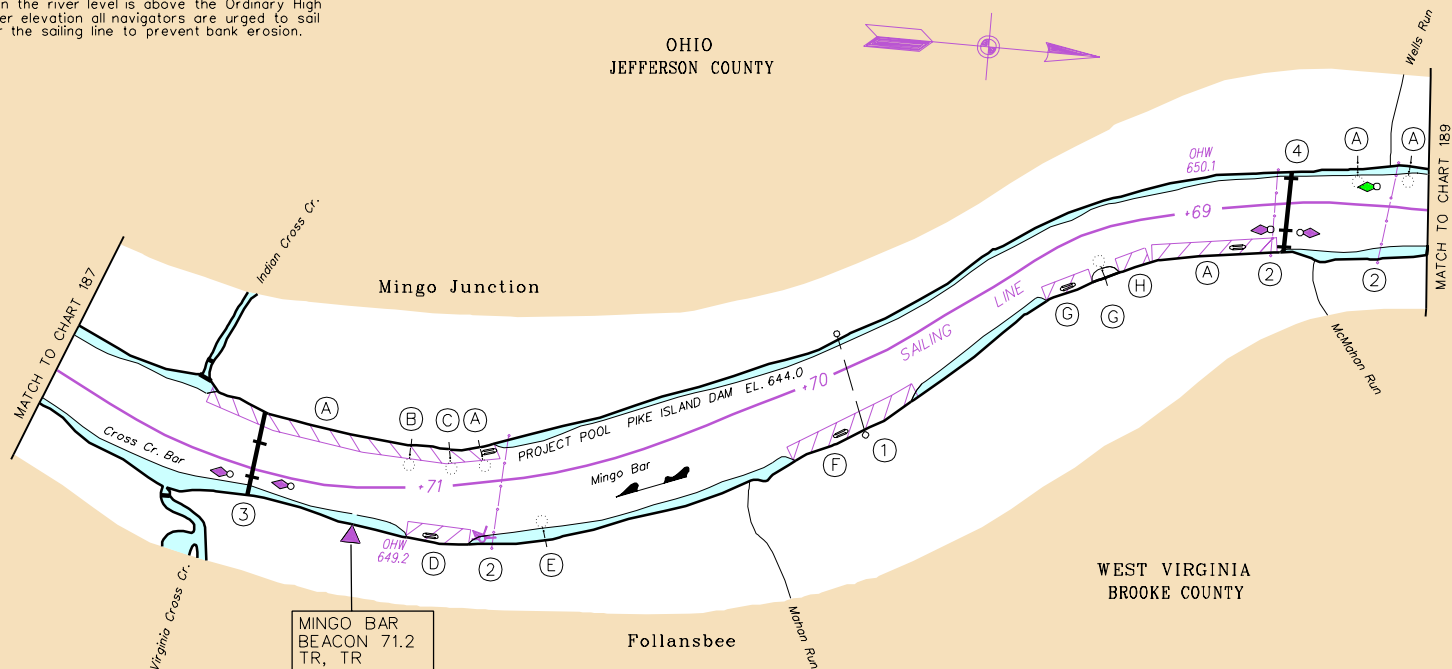 n the river level is above the Ordinary High
er elevation all navigators are urged to sail
r the sailing line to prevent bank erosion.
OHIO
JEFFERSON COUNTY
Wells Run
MATCH TO CHART 189
OHW
650.1
4
A
A
+69
Indian Cross Cr.
MATCH TO CHART 187
Mingo Junction
SAILING LINE
A
2
2
H
G
G
McMahan Run
A
B
C
A
PROJECT POOL PIKE ISLAND DAM EL. 644.0
+70
Cross Cr. Bar
+71
Mingo Bar
F
1
3
OHW
649.2
D
2
E
Virginia Cross Cr.
MINGO BAR
BEACON 71.2
TR, TR
Follansbee
Mahan Run
WEST VIRGINIA
BROOKE COUNTY